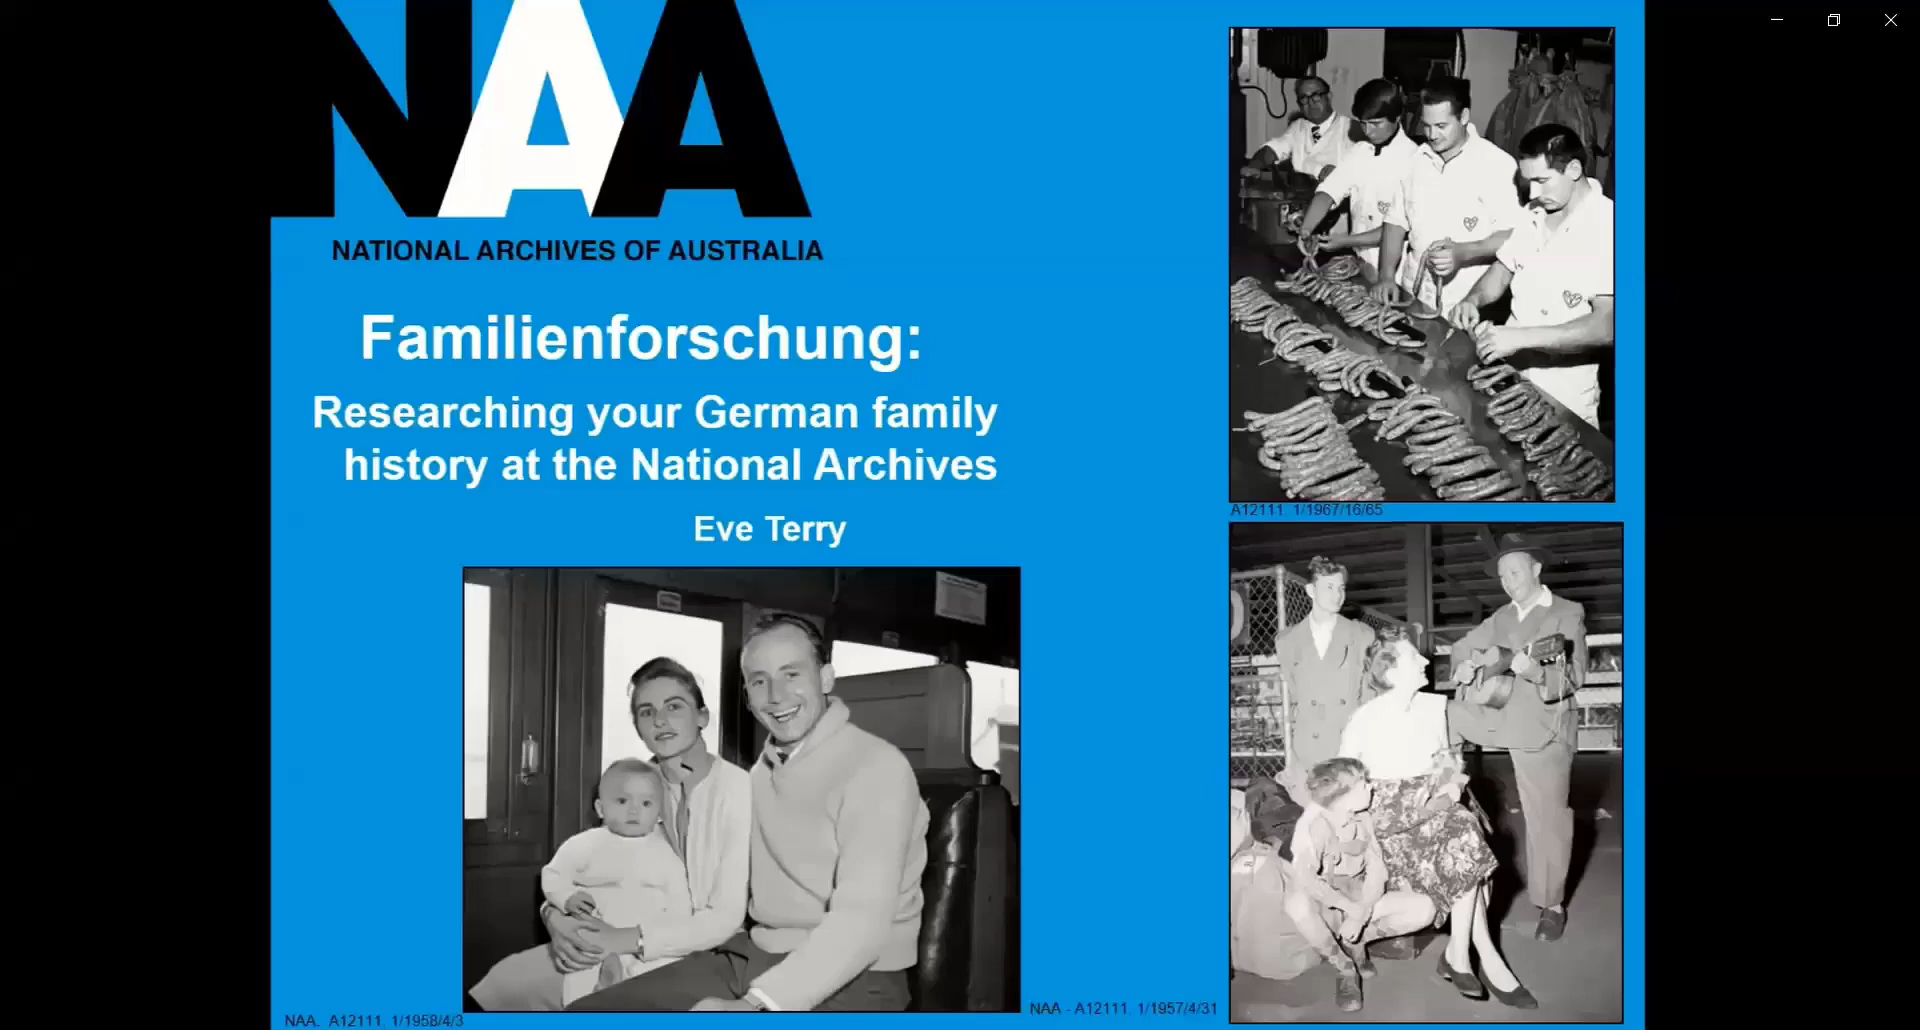 NAA
NATIONAL ARCHIVES OF AUSTRALIA
Familienforschung:
Researching your German family
history at the National Archives
Eve Terry
A12111, 1/1967/16/65
NAA, A12111, 1/1958/4/3
NAA - A12111, 1/1957/4/31